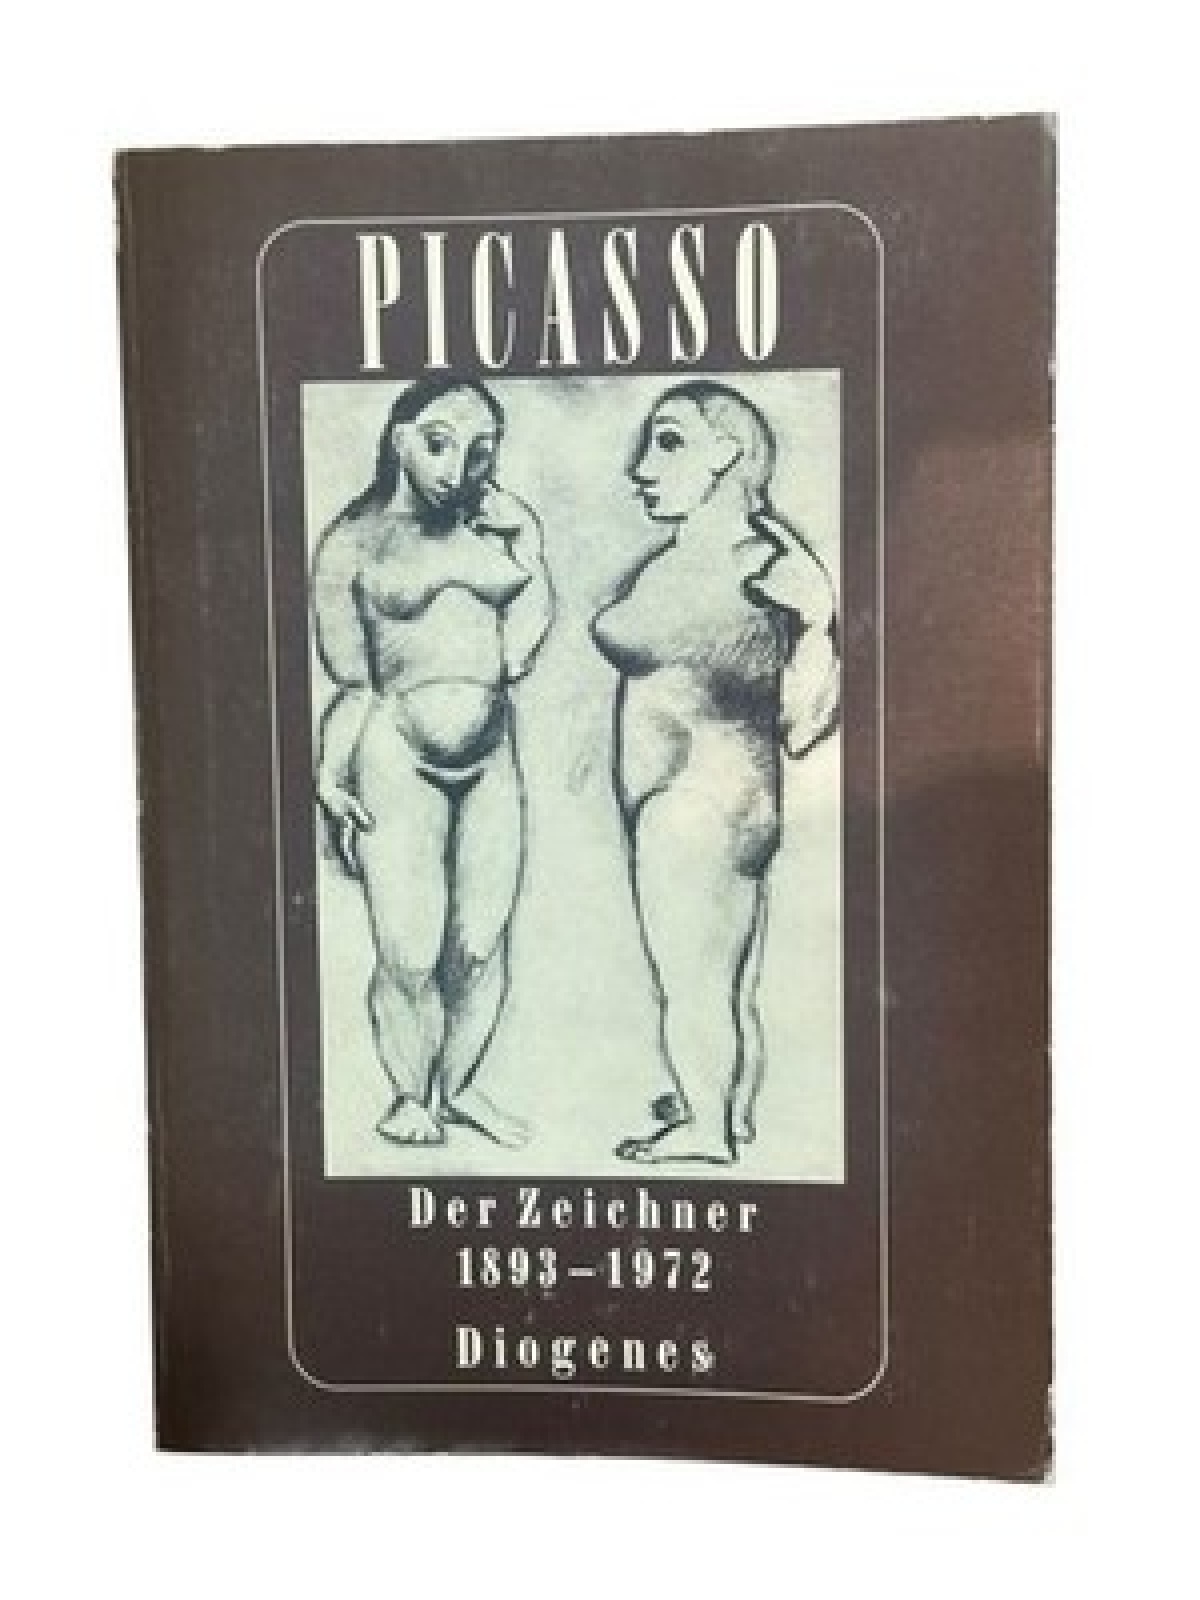 PICASSO
Der Zeichner
1893–1972
Diogenes